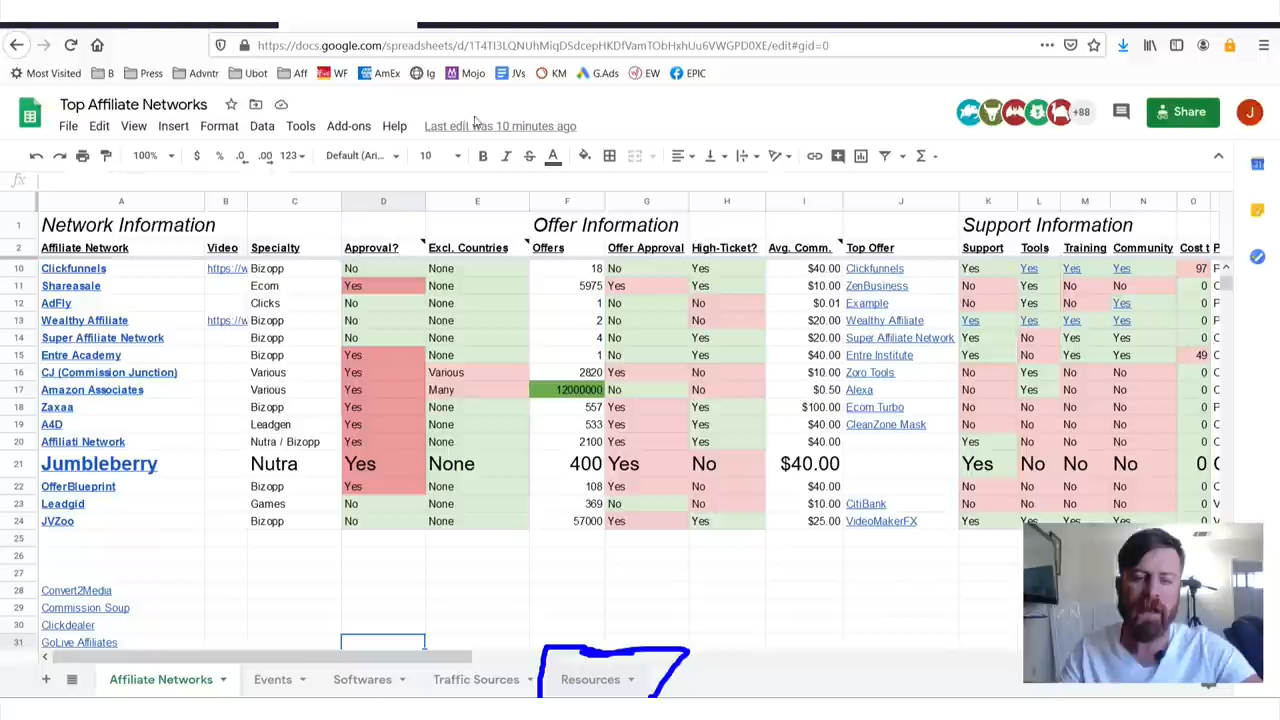 https://docs.google.com/spreadsheets/d/1T4TI3LQNUhMiqDSdcepHKDfVamTObHxhUu6VWGPD0XE/edit#gid=0
Most Visited B Press Advntr Ubot Aff WF AmEx Ig Mojo JVs KM G.Ads EW EPIC
Top Affiliate Networks
+88 Share J
File Edit View Insert Format Data Tools Add-ons Help Last edit was 10 minutes ago
100% $ % .0 .00 123 Default (Ari... 10 B I S A
fx
A B C D E F G H I J K L M N O
1 Network Information Offer Information Support Information
2 Affiliate Network Video Specialty Approval? Excl. Countries Offers Offer Approval High-Ticket? Avg. Comm. Top Offer Support Tools Training Community Cost t P
10 Clickfunnels https://w Bizopp No None 18 No Yes $40.00 Clickfunnels Yes Yes Yes Yes 97 P
11 Shareasale Ecom Yes None 5975 Yes Yes $10.00 ZenBusiness No Yes No No 0 C
12 AdFly Clicks No None 1 No No $0.01 Example No Yes No Yes 0 C
13 Wealthy Affiliate https://w Bizopp No None 2 No No $20.00 Wealthy Affiliate Yes Yes Yes Yes 0 P
14 Super Affiliate Network Bizopp No None 4 No Yes $20.00 Super Affiliate Network Yes No Yes Yes 0 C
15 Entre Academy Bizopp Yes None 1 No Yes $40.00 Entre Institute Yes No Yes Yes 49 C
16 CJ (Commission Junction) Various Yes Various 2820 Yes No $10.00 Zoro Tools No Yes No No 0 C
17 Amazon Associates Various Yes Many 12000000 No No $0.50 Alexa No Yes No No 0 C
18 Zaxaa Bizopp Yes None 557 Yes Yes $100.00 Ecom Turbo No No No No 0 P
19 A4D Leadgen Yes None 533 Yes Yes $40.00 CleanZone Mask No No No No 0 C
20 Affiliati Network Nutra / Bizopp Yes None 2100 Yes Yes $40.00 Yes No No No 0 C
21 Jumbleberry Nutra Yes None 400 Yes No $40.00 Yes No No No 0 C
22 OfferBlueprint Bizopp Yes None 108 Yes Yes $40.00 No No No No 0 C
23 Leadgid Games No None 369 No No $10.00 CitiBank No No No No 0 V
24 JVZoo Bizopp No None 57000 Yes Yes $25.00 VideoMakerFX Yes Yes Yes Yes
25
26
27
28 Convert2Media
29 Commission Soup
30 Clickdealer
31 GoLive Affiliates
Affiliate Networks Events Softwares Traffic Sources Resources